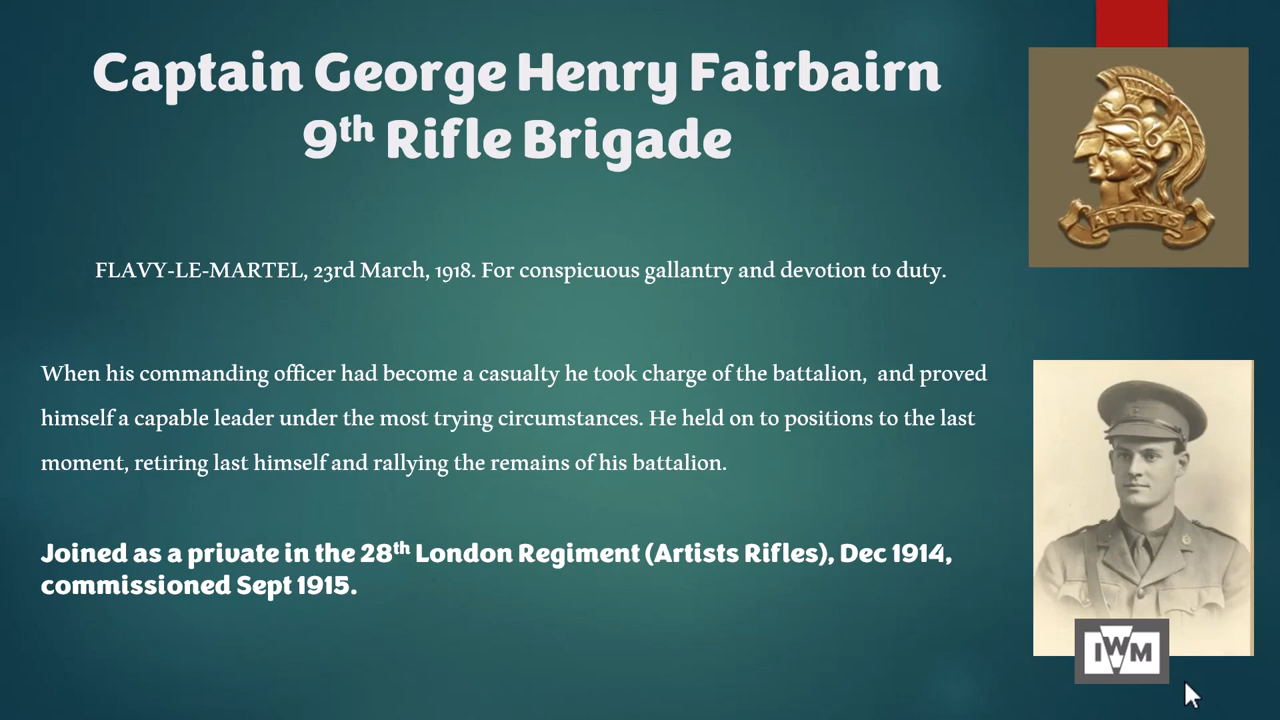 Captain George Henry Fairbairn
9th Rifle Brigade
ARTISTS
FLAVY-LE-MARTEL, 23rd March, 1918. For conspicuous gallantry and devotion to duty.
When his commanding officer had become a casualty he took charge of the battalion,  and proved
himself a capable leader under the most trying circumstances. He held on to positions to the last
moment, retiring last himself and rallying the remains of his battalion.
Joined as a private in the 28th London Regiment (Artists Rifles), Dec 1914,
commissioned Sept 1915.
IWM